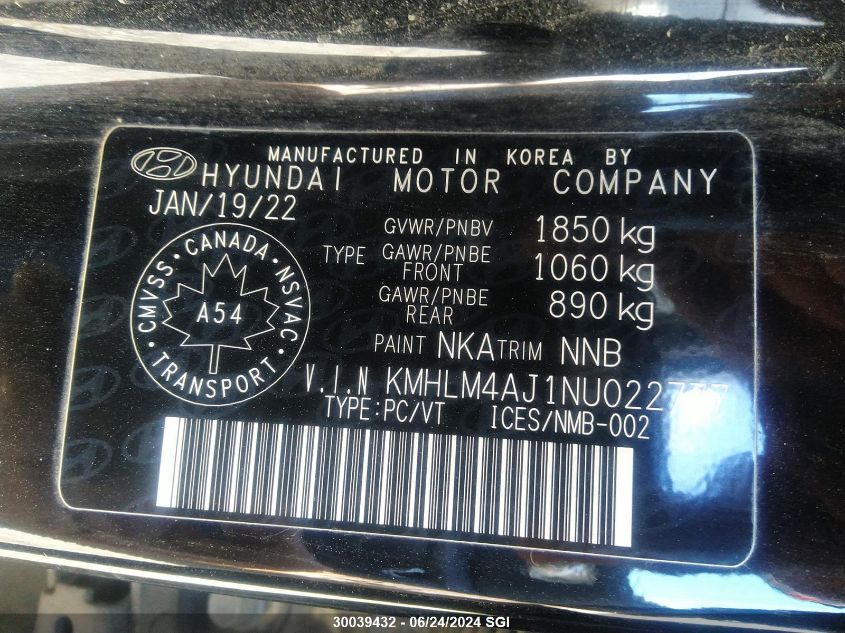 MANUFACTURED IN KOREA BY
HYUNDAI MOTOR COMPANY
JAN/19/22
GVWR/PNBV 1850 kg
TYPE GAWR/PNBE FRONT 1060 kg
GAWR/PNBE REAR 890 kg
CMVSS · CANADA · NSVAC · TRANSPORT
A54
PAINT NKA TRIM NNB
V.I.N
TYPE:PC/VT ICES/NMB-002
30039432 - 06/24/2024 SGI